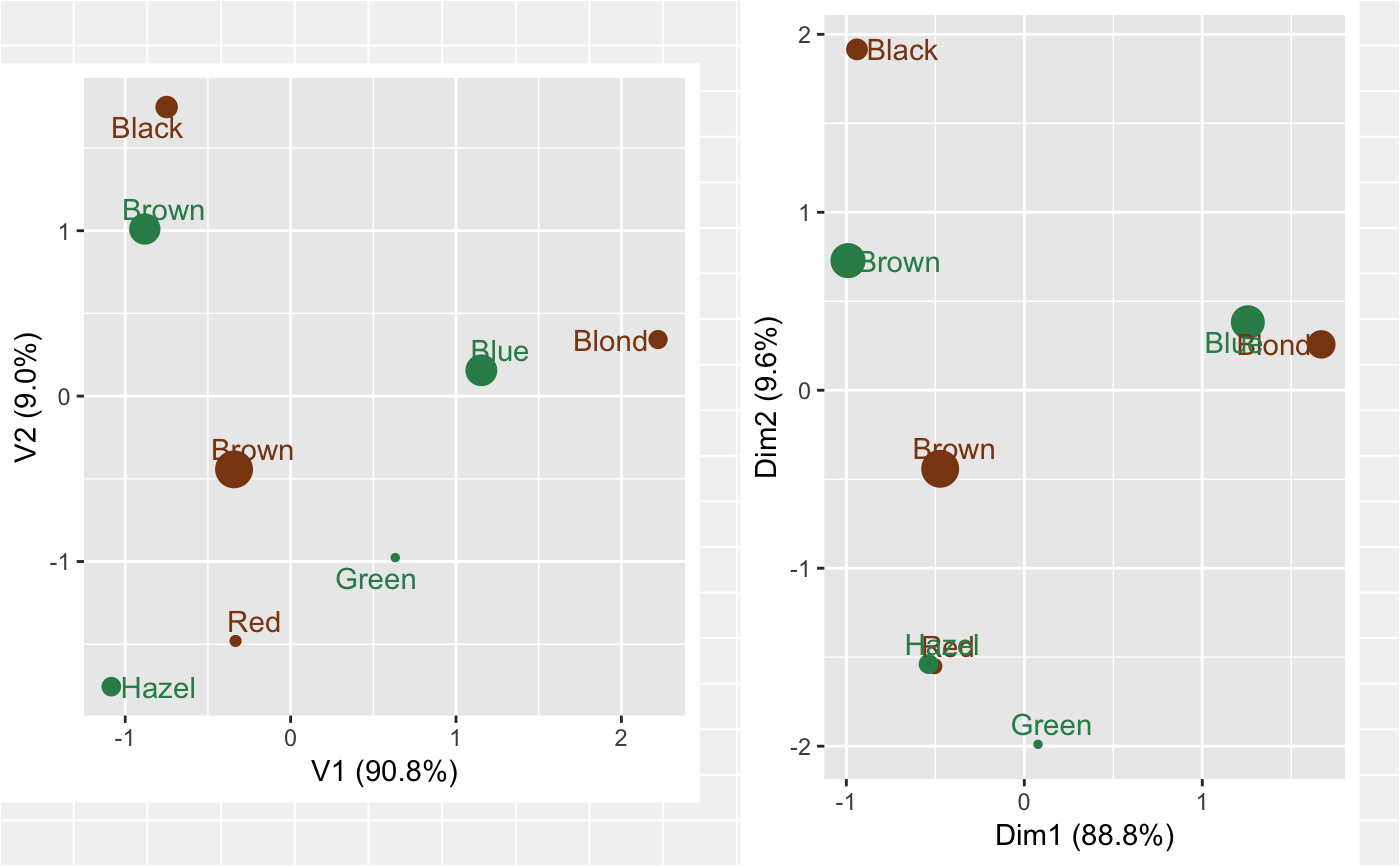 Black
Brown
1
Blond
Blue
0
Brown
-1
Green
Red
Hazel
-1
0
1
2
V1 (90.8%)
V2 (9.0%)
2
Black
1
Brown
Blue
Blond
0
Brown
-1
Hazel
Red
Green
-2
-1
0
1
Dim1 (88.8%)
Dim2 (9.6%)